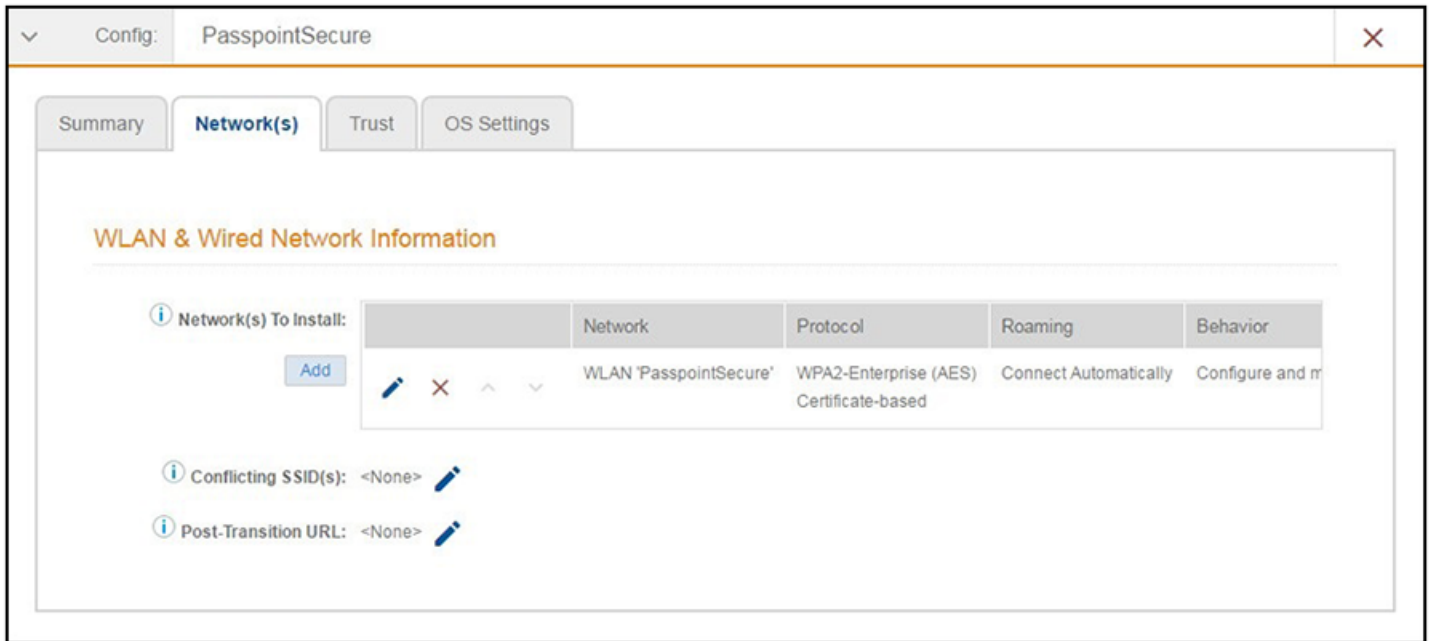 Config: PasspointSecure
Summary Network(s) Trust OS Settings
WLAN & Wired Network Information
Network(s) To Install:
Network Protocol Roaming Behavior
Add
WLAN 'PasspointSecure' WPA2-Enterprise (AES) Connect Automatically Configure and m
Certificate-based
Conflicting SSID(s): <None>
Post-Transition URL: <None>